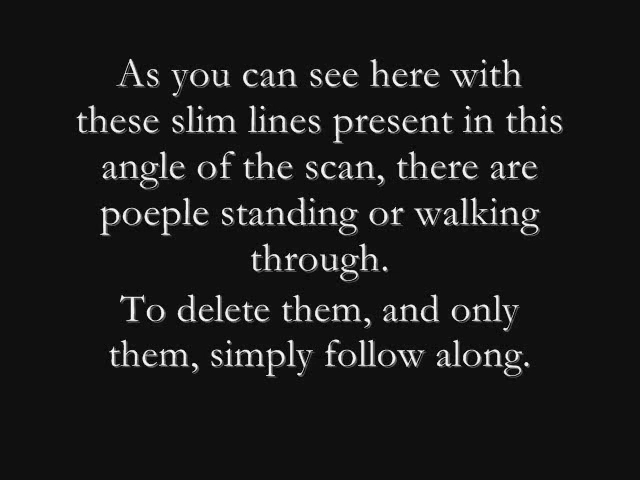 As you can see here with
these slim lines present in this
angle of the scan, there are
poeple standing or walking
through.
To delete them, and only
them, simply follow along.